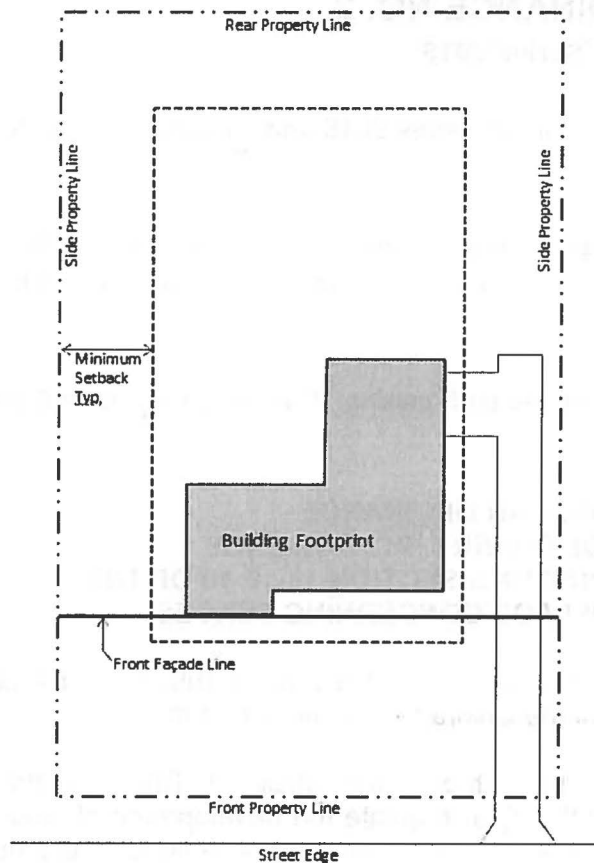 Rear Property Line
Side Property Line
Side Property Line
Minimum
Setback
Typ.
Building Footprint
Front Façade Line
Front Property Line
Street Edge